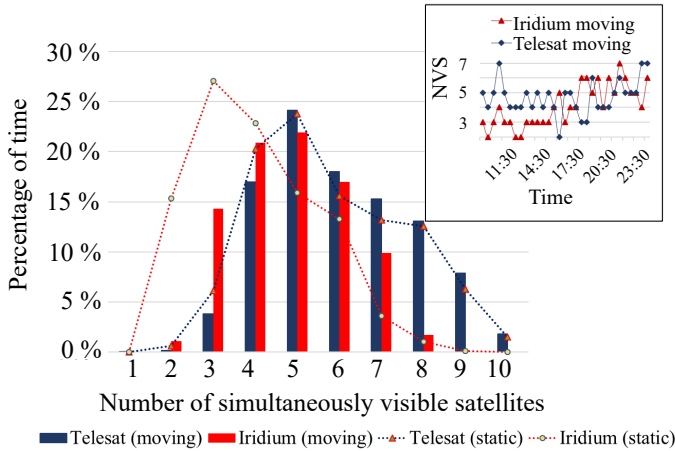 Iridium moving
Telesat moving
NVS
7
5
3
11:30
14:30
17:30
20:30
23:30
Time
Percentage of time
30 %
25 %
20 %
15 %
10 %
5 %
0 %
1 2 3 4 5 6 7 8 9 10
Number of simultaneously visible satellites
Telesat (moving) Iridium (moving) Telesat (static) Iridium (static)